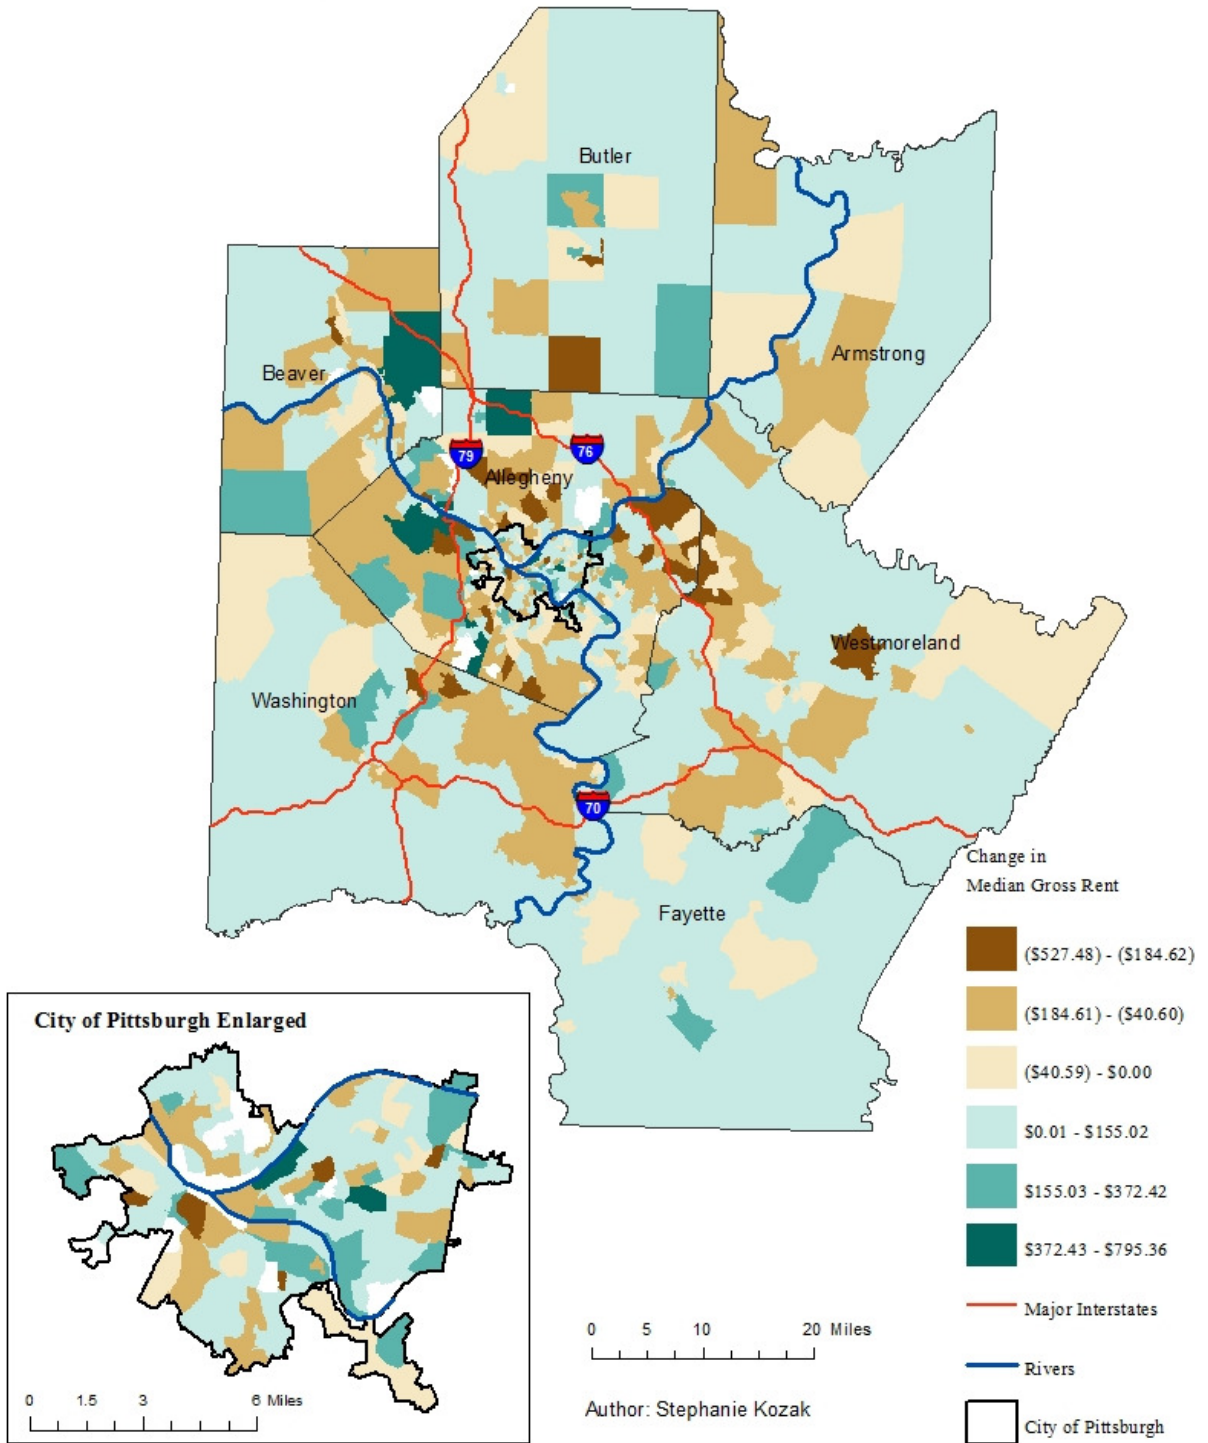 Butler
Armstrong
Beaver
79
76
Allegheny
Westmoreland
Washington
70
Fayette
Change in
Median Gross Rent
($527.48) - ($184.62)
($184.61) - ($40.60)
($40.59) - $0.00
$0.01 - $155.02
$155.03 - $372.42
$372.43 - $795.36
Major Interstates
Rivers
City of Pittsburgh
City of Pittsburgh Enlarged
0 1.5 3 6 Miles
0 5 10 20 Miles
Author: Stephanie Kozak